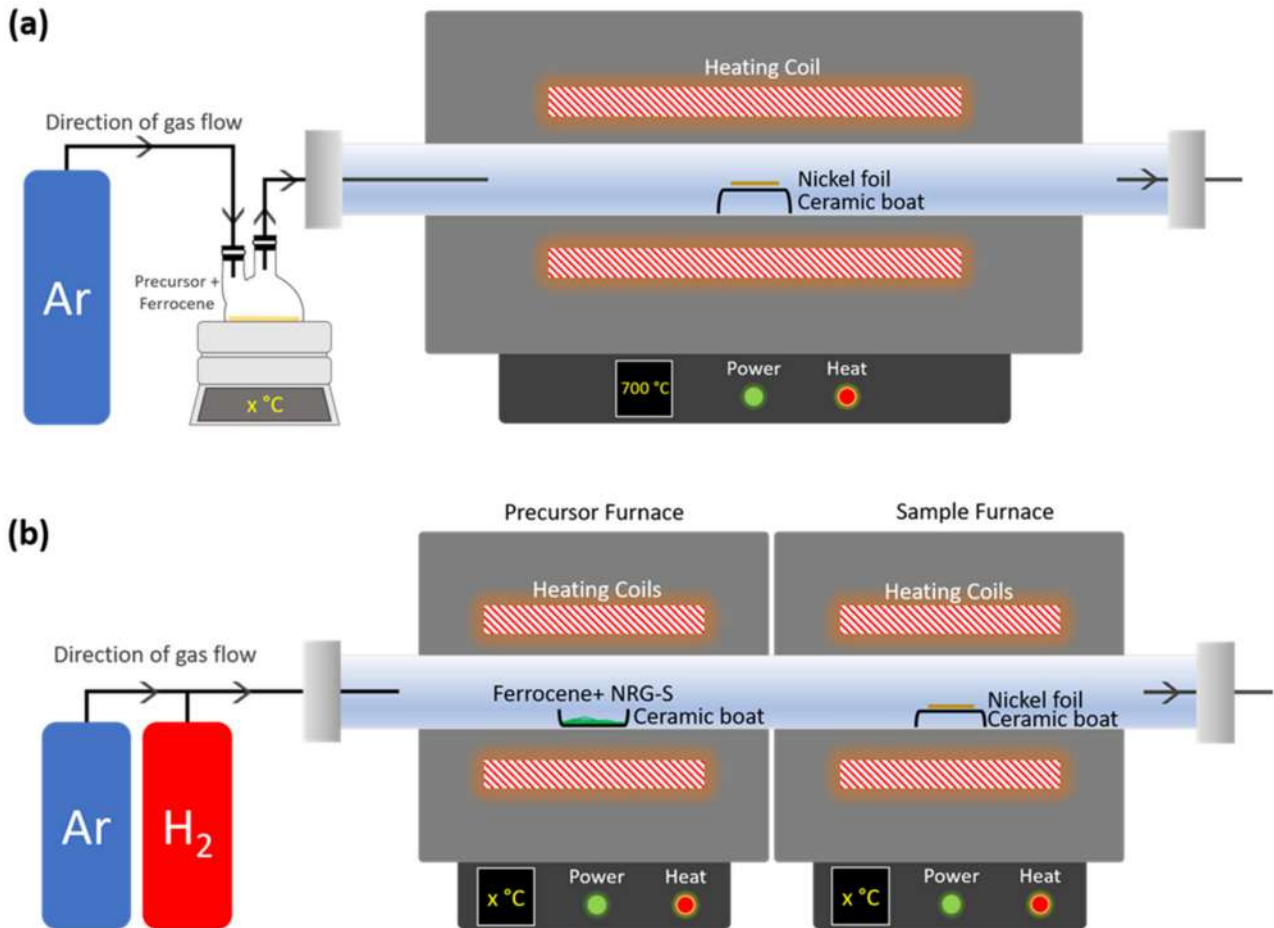 (a)
Heating Coil
Direction of gas flow
Nickel foil
Ceramic boat
Precursor +
Ferrocene
Ar
x °C
700 °C
Power
Heat
(b)
Precursor Furnace
Sample Furnace
Heating Coils
Heating Coils
Direction of gas flow
Ferrocene+ NRG-S
Ceramic boat
Nickel foil
Ceramic boat
Ar
H₂
x °C
Power
Heat
x °C
Power
Heat